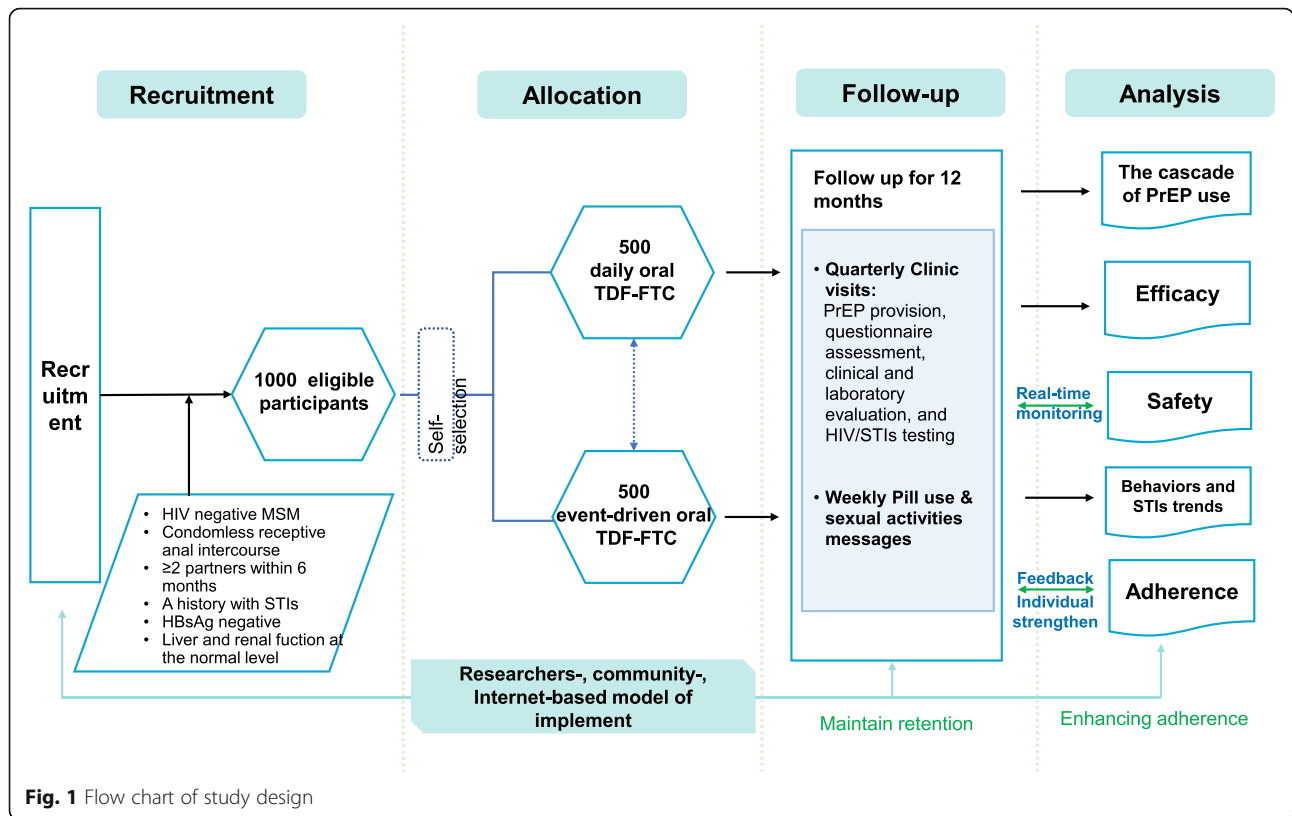 Recruitment
Allocation
Follow-up
Analysis
Recr
uitm
ent
1000 eligible
participants
• HIV negative MSM
• Condomless receptive
anal intercourse
• ≥2 partners within 6
months
• A history with STIs
• HBsAg negative
• Liver and renal fuction at
the normal level
Self-
selection
500
daily oral
TDF-FTC
500
event-driven oral
TDF-FTC
Follow up for 12
months
• Quarterly Clinic
visits:
PrEP provision,
questionnaire
assessment,
clinical and
laboratory
evaluation, and
HIV/STIs testing
• Weekly Pill use &
sexual activities
messages
The cascade
of PrEP use
Efficacy
Real-time
monitoring
Safety
Behaviors and
STIs trends
Feedback
Individual
strengthen
Adherence
Researchers-, community-,
Internet-based model of
implement
Maintain retention
Enhancing adherence
Fig. 1 Flow chart of study design